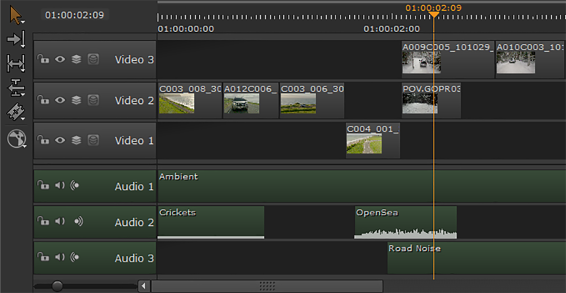 01:00:02:09
01:00:02:09
01:00:00:00 01:00:02:00
Video 3 A009C005_101029_ A010C003_101
Video 2 C003_008_30 A012C006_ C003_006_30 POV.GOPR03
Video 1 C004_001_
Audio 1 Ambient
Audio 2 Crickets OpenSea
Audio 3 Road Noise